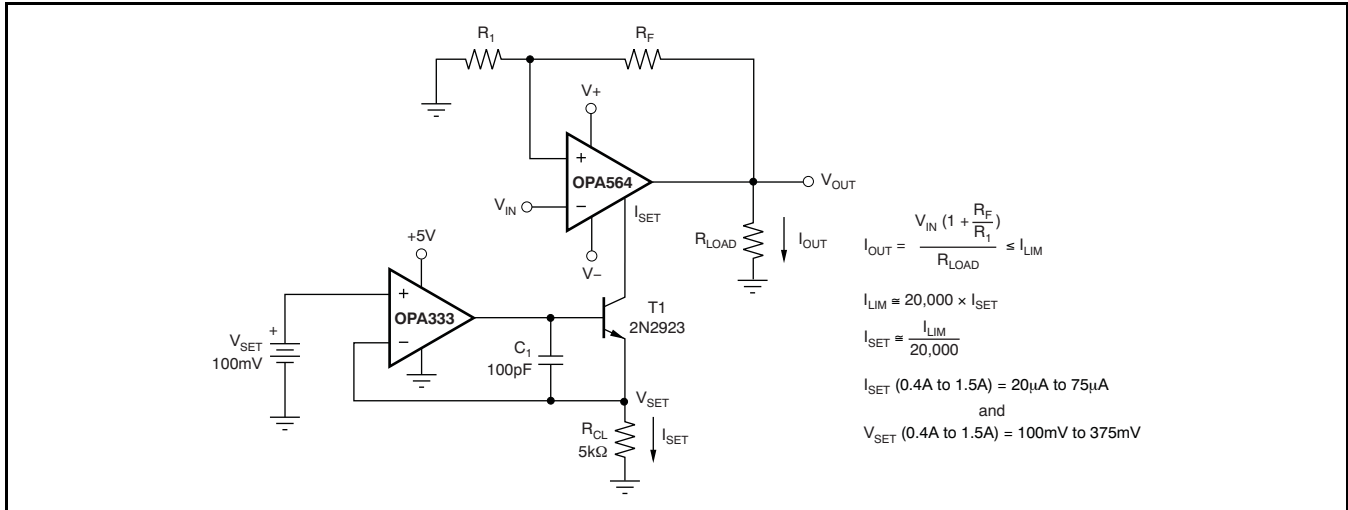 R1
RF
V+
+
OPA564
VOUT
VIN
−
ISET
RLOAD
IOUT
V−
+5V
+
OPA333
−
T1
2N2923
+
VSET
100mV
C1
100pF
VSET
RCL
5kΩ
ISET
IOUT = VIN (1 + RF/R1) / RLOAD ≤ ILIM
ILIM ≅ 20,000 × ISET
ISET ≅ ILIM / 20,000
ISET (0.4A to 1.5A) = 20μA to 75μA
and
VSET (0.4A to 1.5A) = 100mV to 375mV